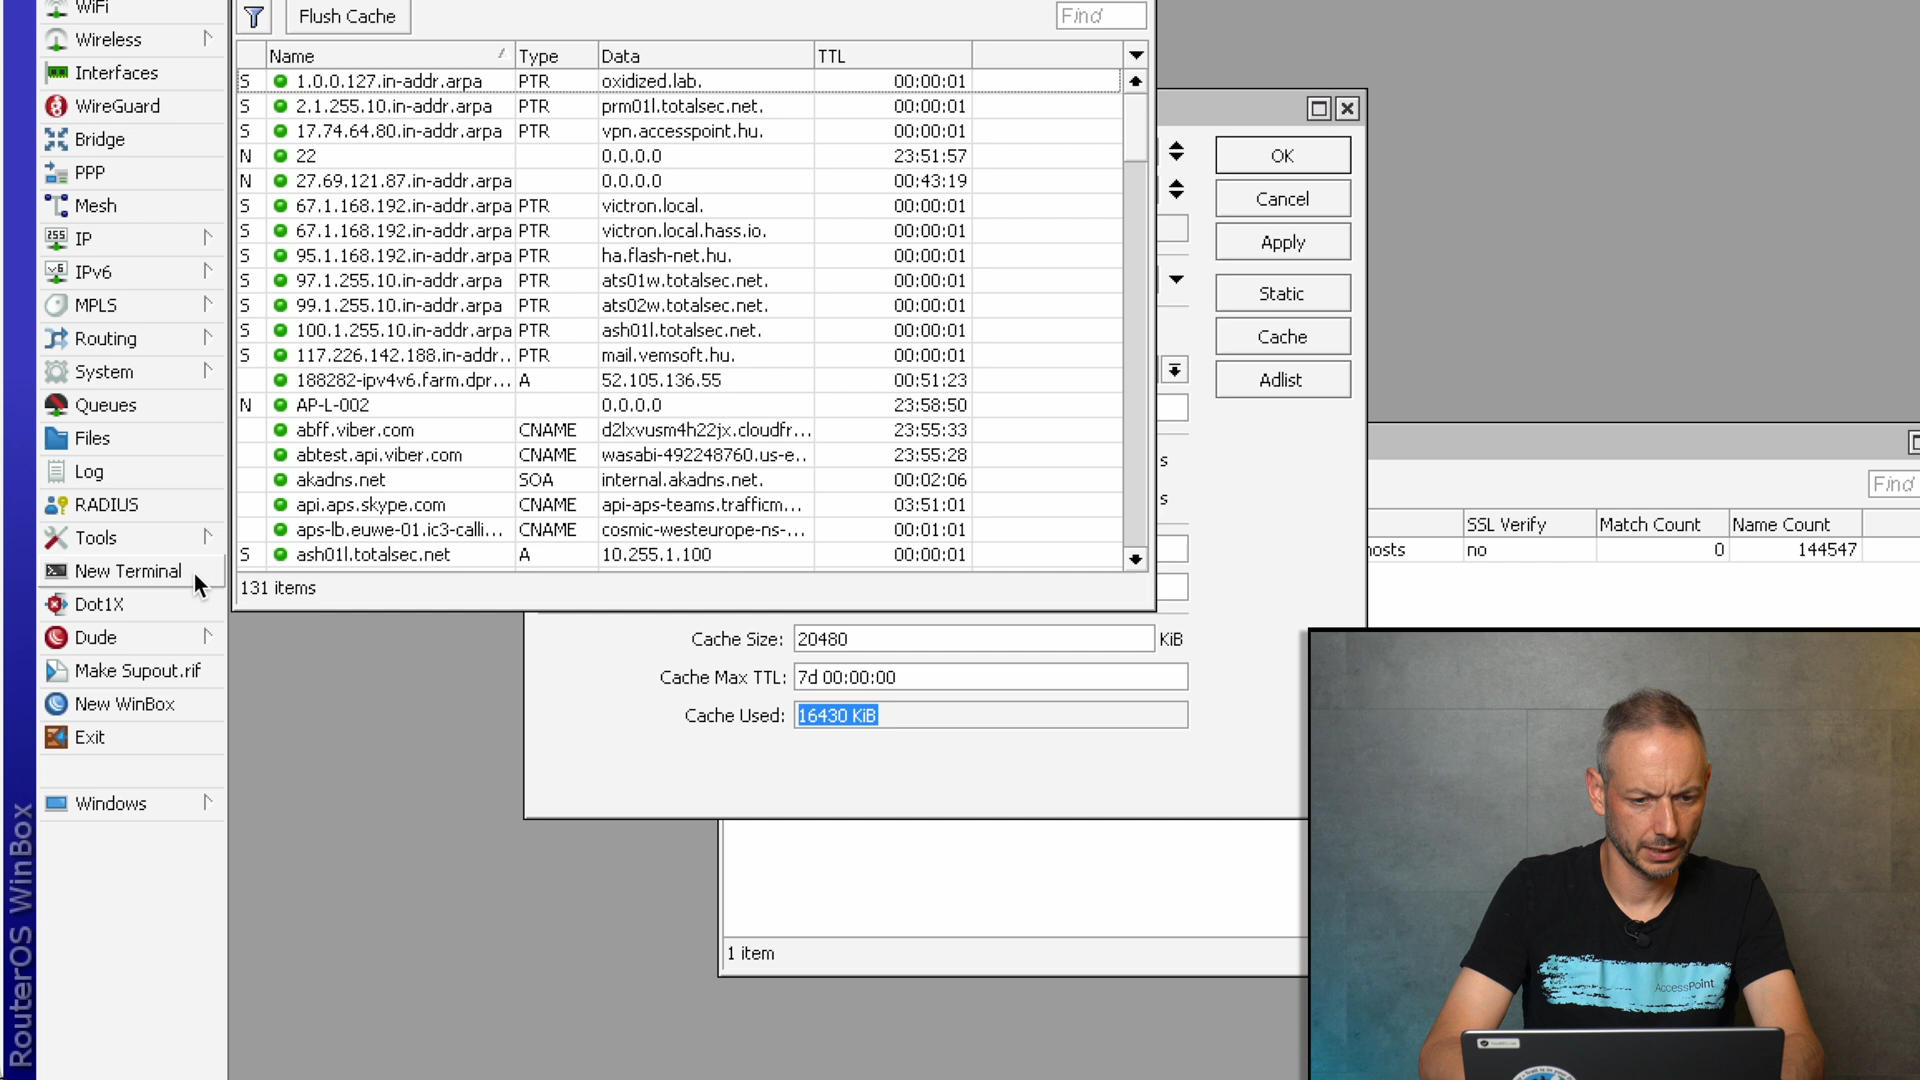 WiFi
Wireless
Interfaces
WireGuard
Bridge
PPP
Mesh
IP
IPv6
MPLS
Routing
System
Queues
Files
Log
RADIUS
Tools
New Terminal
Dot1X
Dude
Make Supout.rif
New WinBox
Exit
Windows
RouterOS WinBox
Flush Cache
Find
Name Type Data TTL
S 1.0.0.127.in-addr.arpa PTR oxidized.lab. 00:00:01
S 2.1.255.10.in-addr.arpa PTR prm01l.totalsec.net. 00:00:01
S 17.74.64.80.in-addr.arpa PTR vpn.accesspoint.hu. 00:00:01
N 22 0.0.0.0 23:51:57
N 27.69.121.87.in-addr.arpa 0.0.0.0 00:43:19
S 67.1.168.192.in-addr.arpa PTR victron.local. 00:00:01
S 67.1.168.192.in-addr.arpa PTR victron.local.hass.io. 00:00:01
S 95.1.168.192.in-addr.arpa PTR ha.flash-net.hu. 00:00:01
S 97.1.255.10.in-addr.arpa PTR ats01w.totalsec.net. 00:00:01
S 99.1.255.10.in-addr.arpa PTR ats02w.totalsec.net. 00:00:01
S 100.1.255.10.in-addr.arpa PTR ash01l.totalsec.net. 00:00:01
S 117.226.142.188.in-addr.. PTR mail.vemsoft.hu. 00:00:01
188282-ipv4v6.farm.dpr... A 52.105.136.55 00:51:23
N AP-L-002 0.0.0.0 23:58:50
abff.viber.com CNAME d2lxvusm4h22jx.cloudfr... 23:55:33
abtest.api.viber.com CNAME wasabi-492248760.us-e.. 23:55:28
akadns.net SOA internal.akadns.net. 00:02:06
api.aps.skype.com CNAME api-aps-teams.trafficm... 03:51:01
aps-lb.euwe-01.ic3-calli... CNAME cosmic-westeurope-ns-... 00:01:01
S ash01l.totalsec.net A 10.255.1.100 00:00:01
131 items
OK
Cancel
Apply
Static
Cache
Adlist
s
s
Cache Size: 20480 KiB
Cache Max TTL: 7d 00:00:00
Cache Used: 16430 KiB
Find
SSL Verify Match Count Name Count
hosts no 0 144547
1 item
AccessPoint